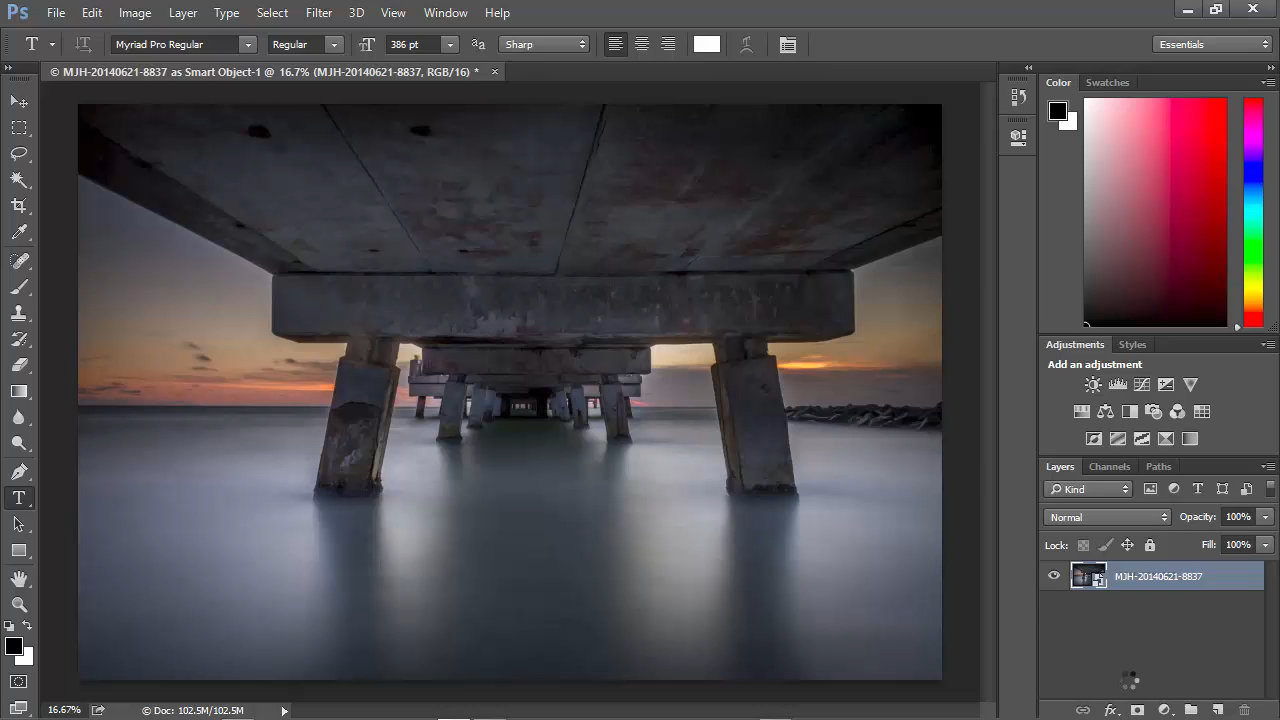 Ps File Edit Image Layer Type Select Filter 3D View Window Help
T Myriad Pro Regular Regular 386 pt aa Sharp Essentials
© MJH-20140621-8837 as Smart Object-1 @ 16.7% (MJH-20140621-8837, RGB/16) * ×
Color Swatches
Adjustments Styles
Add an adjustment
Layers Channels Paths
Kind
Normal Opacity: 100%
Lock: Fill: 100%
MJH-20140621-8837
16.67% © Doc: 102.5M/102.5M
fx